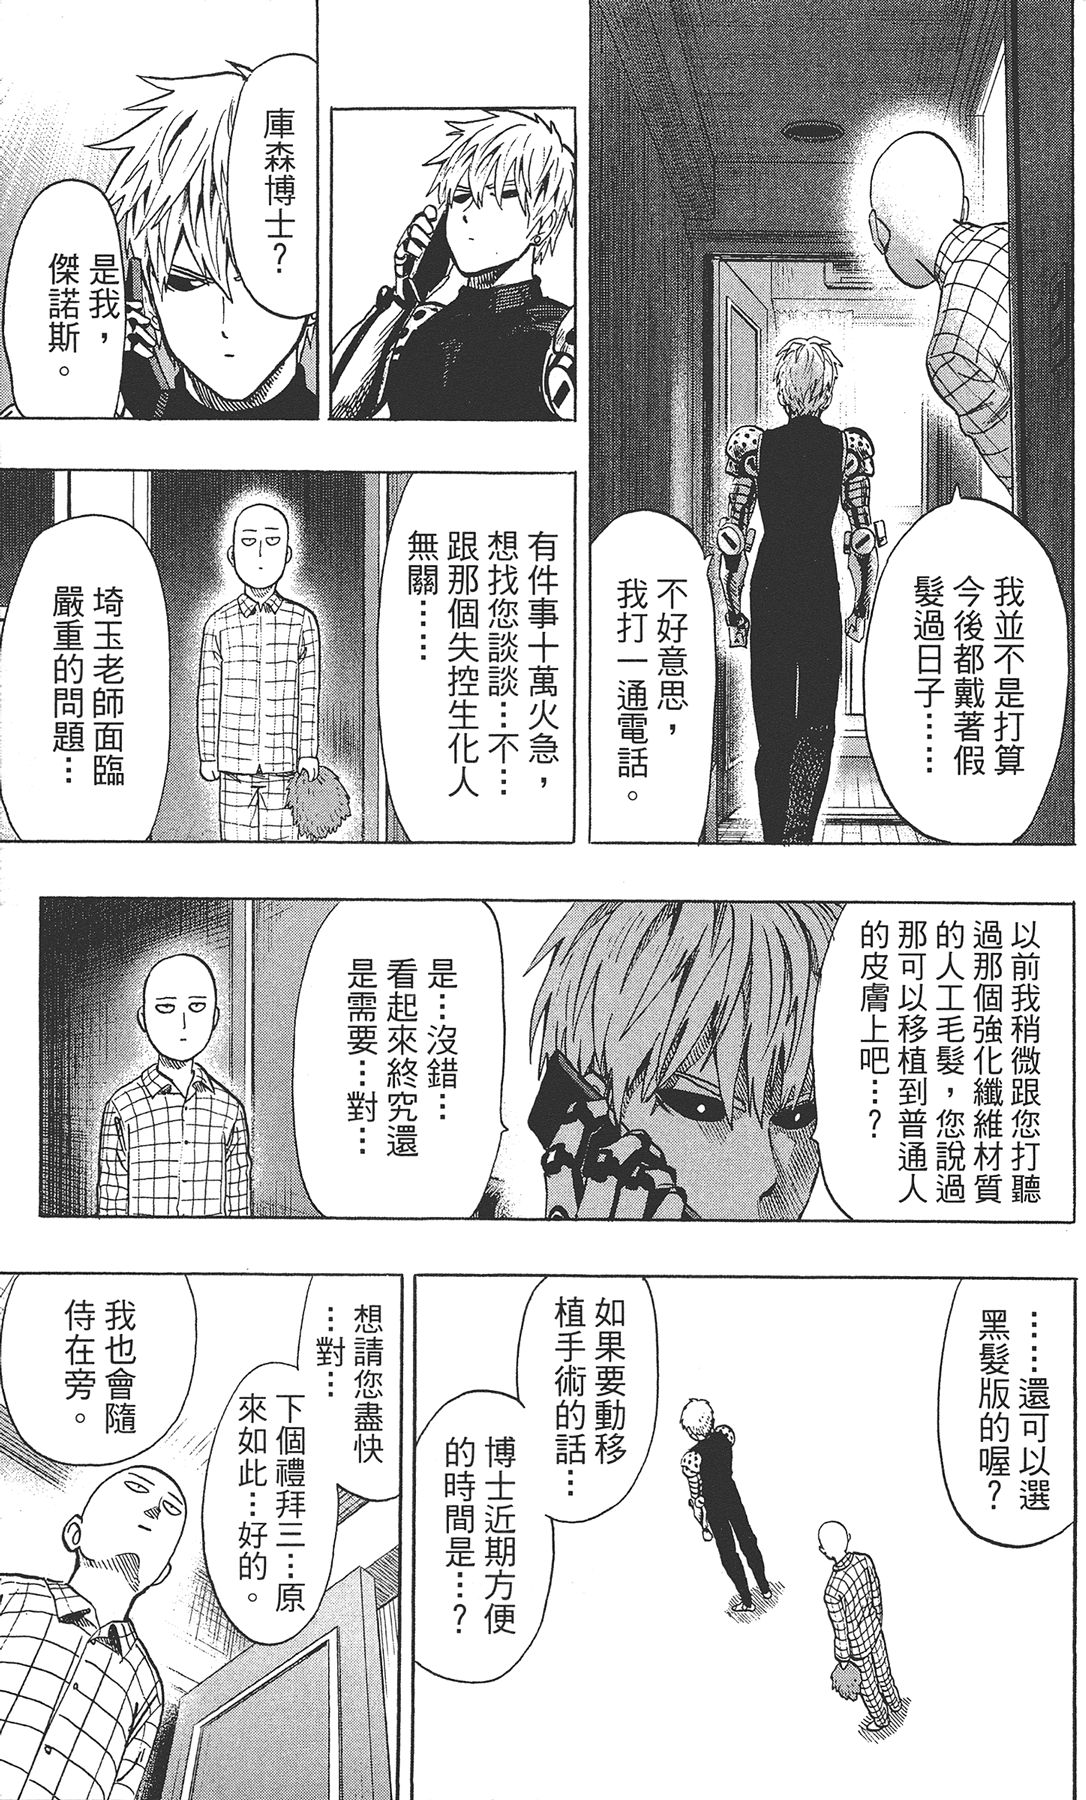 我並不是打算
今後都戴著假
髮過日子……
不好意思，
我打一通電話。
庫森博士？
是我，
傑諾斯。
有件事十萬火急，
想找您談談…不…
跟那個失控生化人
無關……
埼玉老師面臨
嚴重的問題…
以前我稍微跟您打聽
過那個強化纖維材質
的人工毛髮，您說過
那可以移植到普通人
的皮膚上吧…？
是…沒錯…
看起來終究還
是需要…對…
……還可以選
黑髮版的喔？
如果要動移
植手術的話…
博士近期方便
的時間是…？
想請您盡快
…對…
下個禮拜三…原
來如此…好的。
我也會隨
侍在旁。